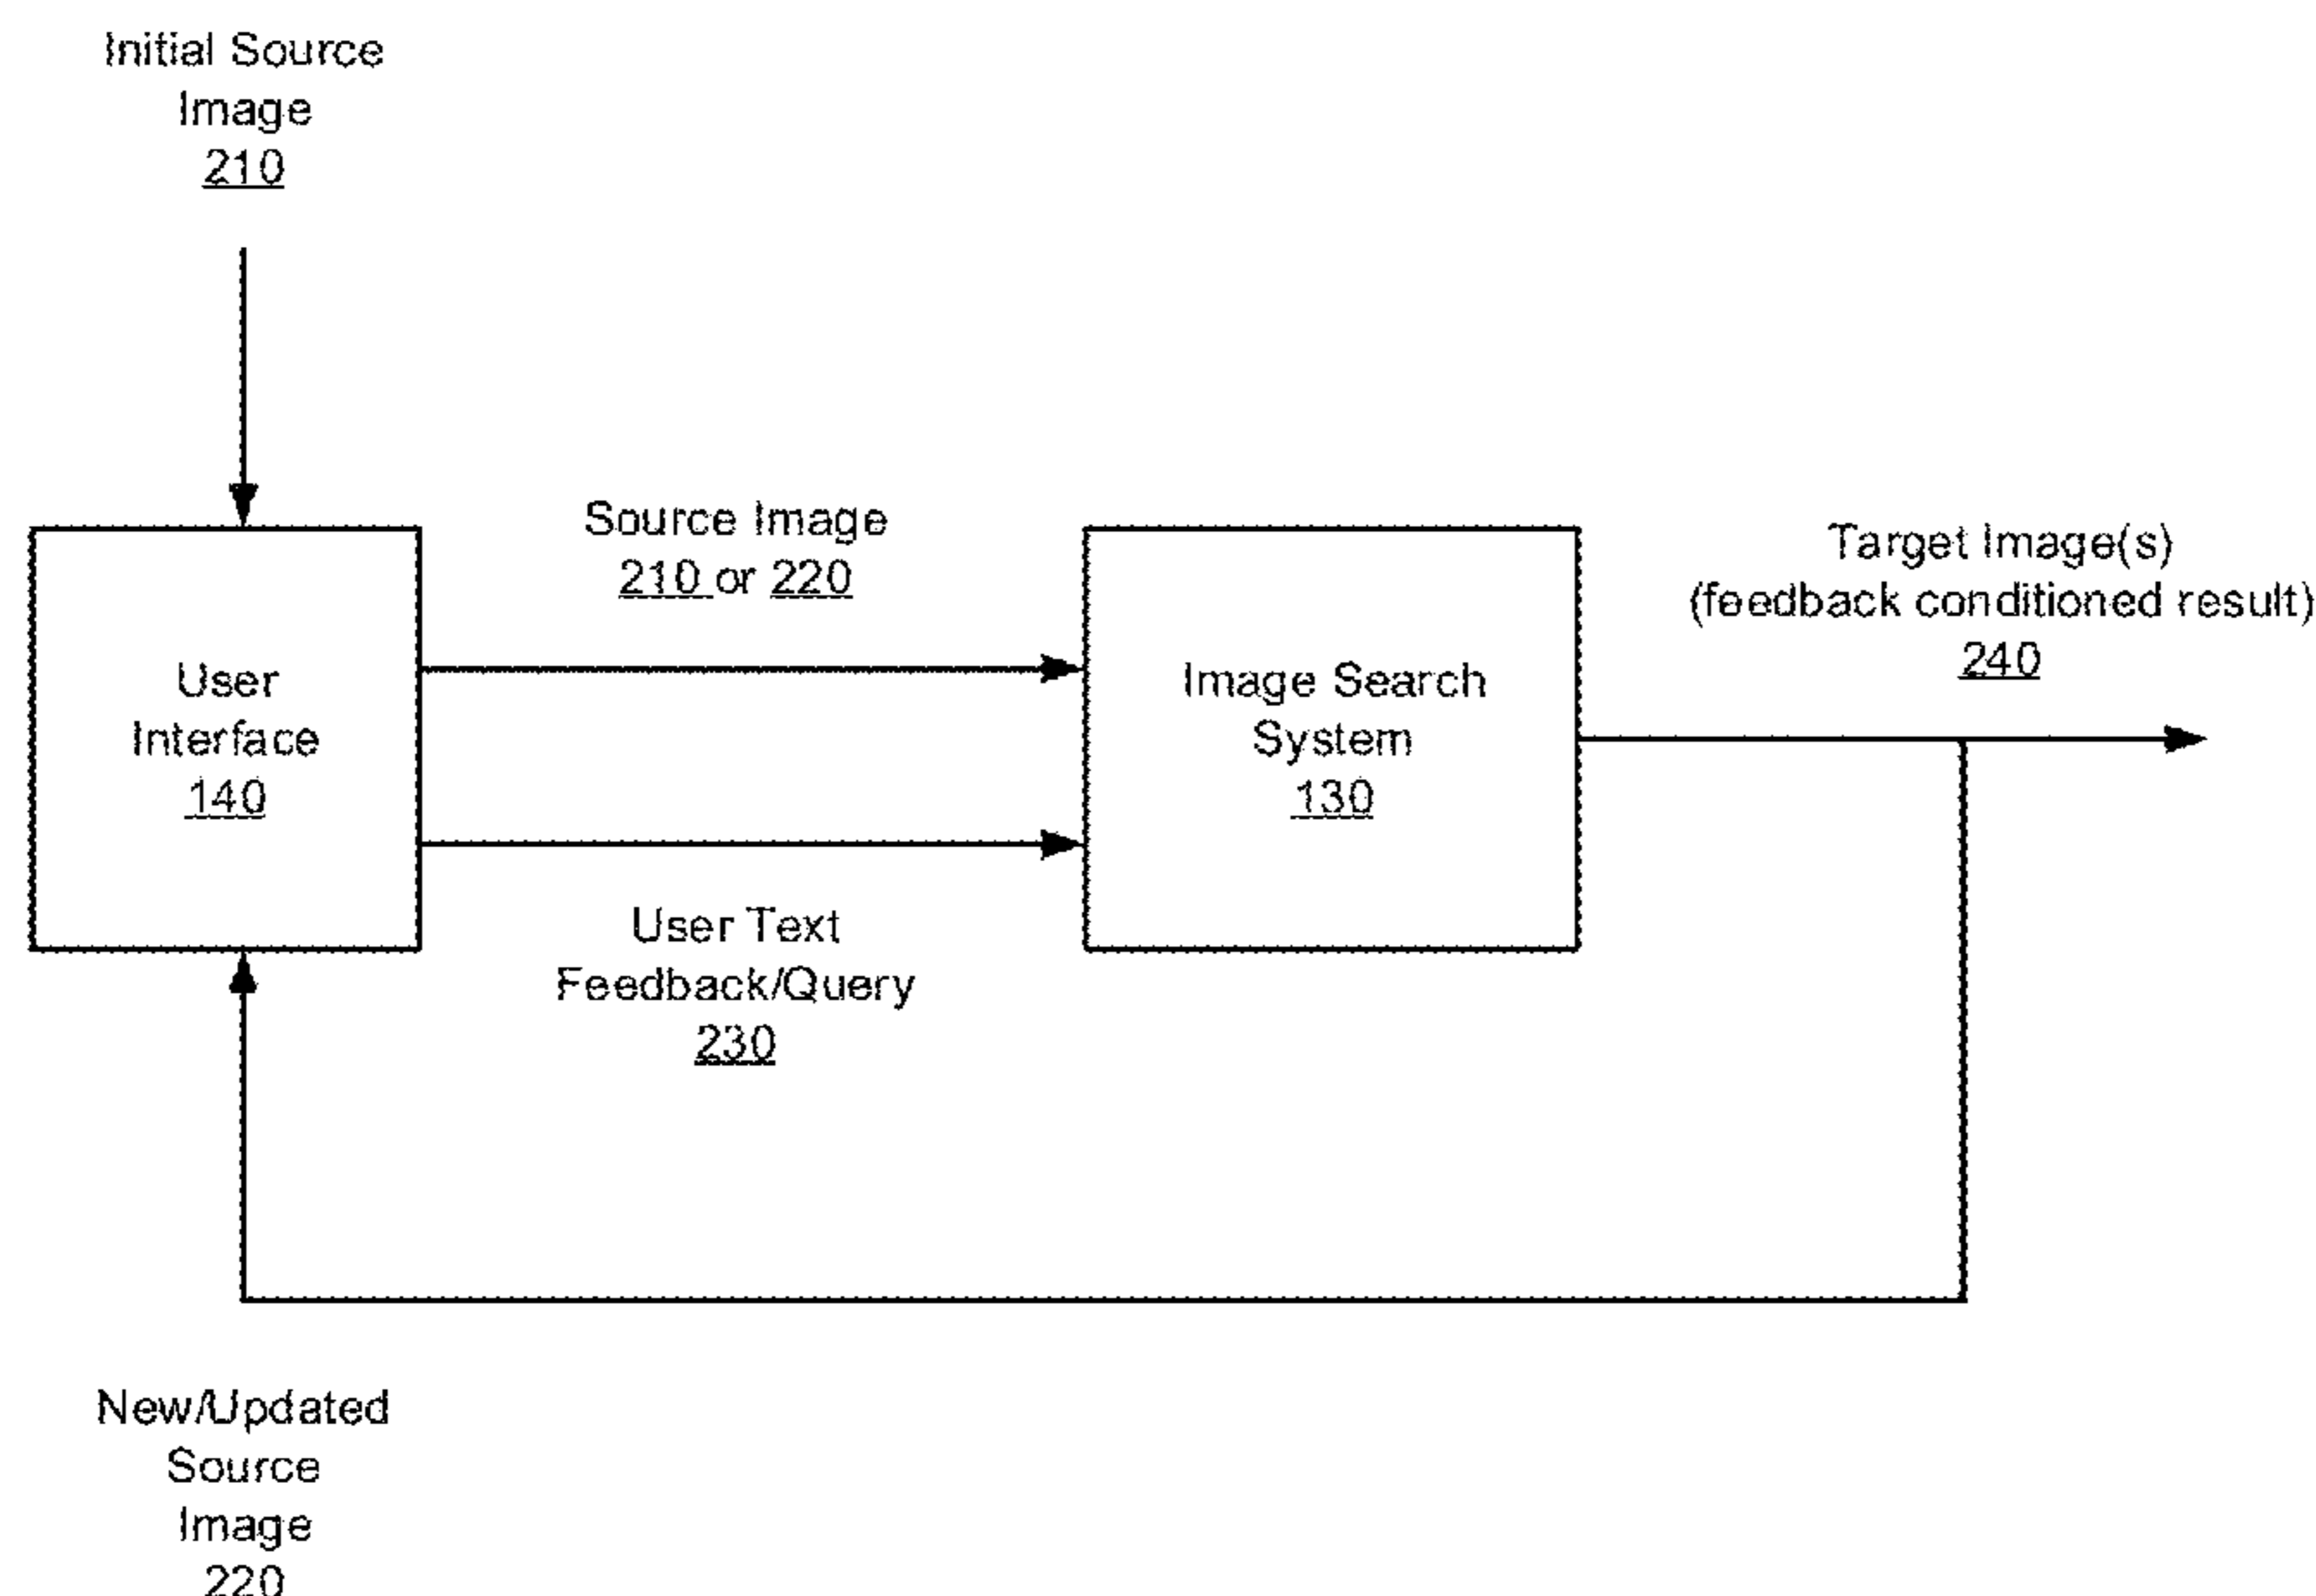 Initial Source
Image
210
Source Image
210 or 220
Target Image(s)
(feedback conditioned result)
240
User
Interface
140
Image Search
System
130
User Text
Feedback/Query
230
New/Updated
Source
Image
220